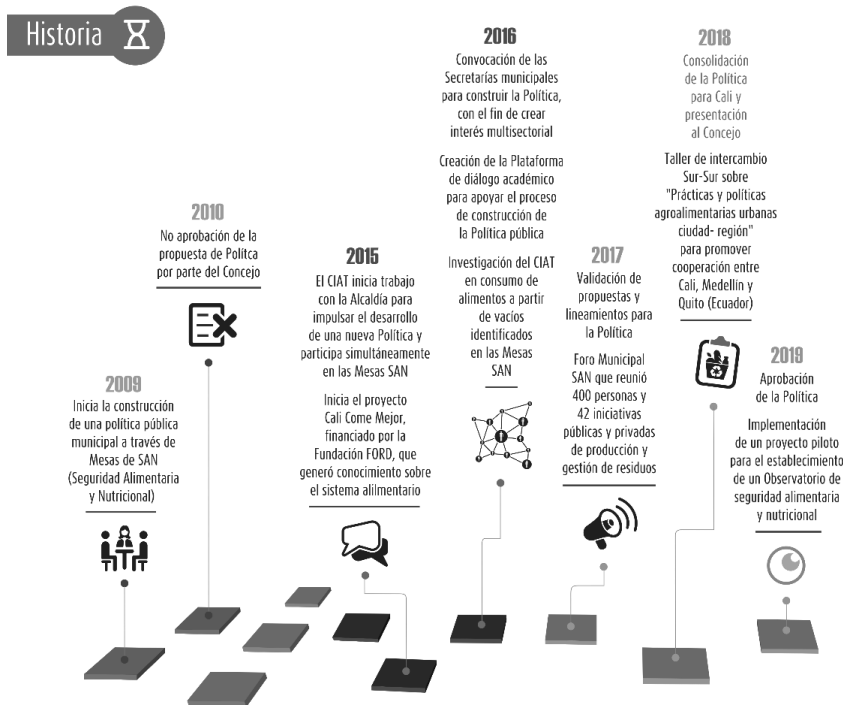 Historia
2009
Inicia la construcción
de una política pública
municipal a través de
Mesas de SAN
(Seguridad Alimentaria
y Nutricional)
2010
No aprobación de la
propuesta de Polítca
por parte del Concejo
2015
El CIAT inicia trabajo
con la Alcaldía para
impulsar el desarrollo
de una nueva Política y
participa simultáneamente
en las Mesas SAN
Inicia el proyecto
Cali Come Mejor,
financiado por la
Fundación FORD, que
generó conocimiento sobre
el sistema alilmentario
2016
Convocación de las
Secretarías municipales
para construir la Política,
con el fin de crear
interés multisectorial
Creación de la Plataforma
de diálogo académico
para apoyar el proceso
de construcción de
la Política pública
Investigación del CIAT
en consumo de
alimentos a partir
de vacíos
identificados
en las Mesas
SAN
2017
Validación de
propuestas y
lineamientos para
la Política
Foro Municipal
SAN que reunió
400 personas y
42 iniciativas
públicas y privadas
de producción y
gestión de residuos
2018
Consolidación
de la Política
para Cali y
presentación
al Concejo
Taller de intercambio
Sur-Sur sobre
"Prácticas y políticas
agroalimentarias urbanas
ciudad- región"
para promover
cooperación entre
Cali, Medellín y
Quito (Ecuador)
2019
Aprobación
de la Política
Implementación
de un proyecto piloto
para el establecimiento
de un Observatorio de
seguridad alimentaria
y nutricional